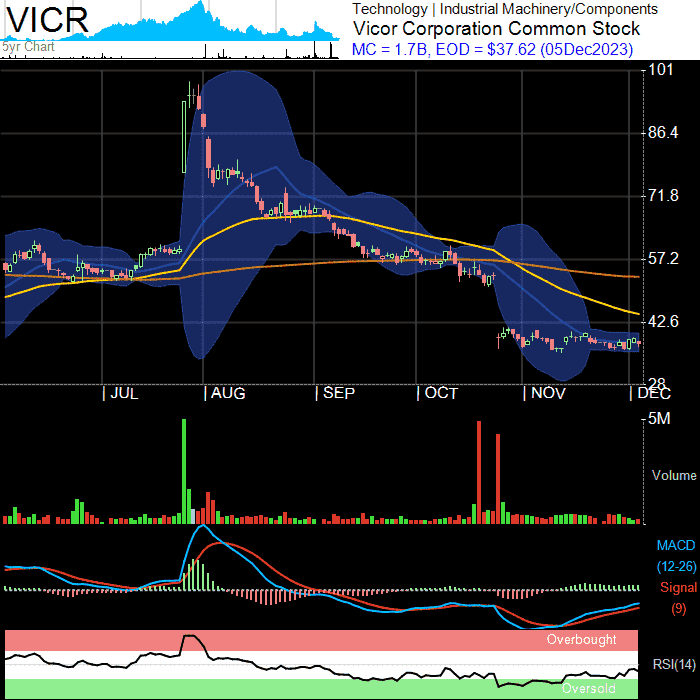 VICR
5yr Chart
Technology | Industrial Machinery/Components
Vicor Corporation Common Stock
MC = 1.7B, EOD = $37.62 (05Dec2023)
101
86.4
71.8
57.2
42.6
28
| JUL | AUG | SEP | OCT | NOV | DEC
5M
Volume
MACD
(12-26)
Signal
(9)
Overbought
RSI(14)
Oversold